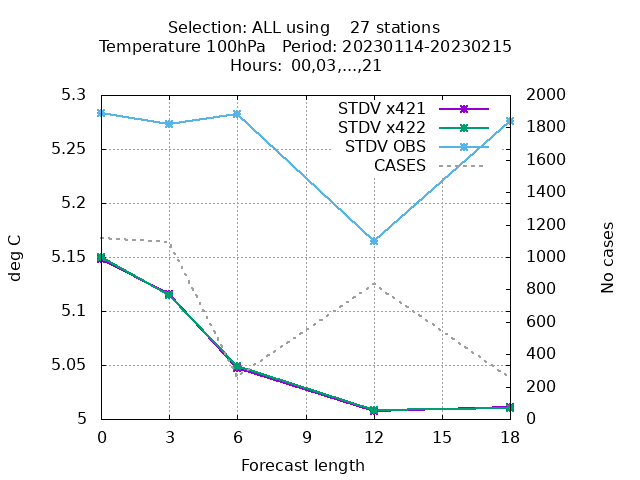 Selection: ALL using    27 stations
Temperature 100hPa   Period: 20230114-20230215
Hours:  00,03,...,21
5.3
5.25
5.2
5.15
5.1
5.05
5
2000
1800
1600
1400
1200
1000
800
600
400
200
0
STDV x421
STDV x422
STDV OBS
CASES
deg C
No cases
0 3 6 9 12 15 18
Forecast length